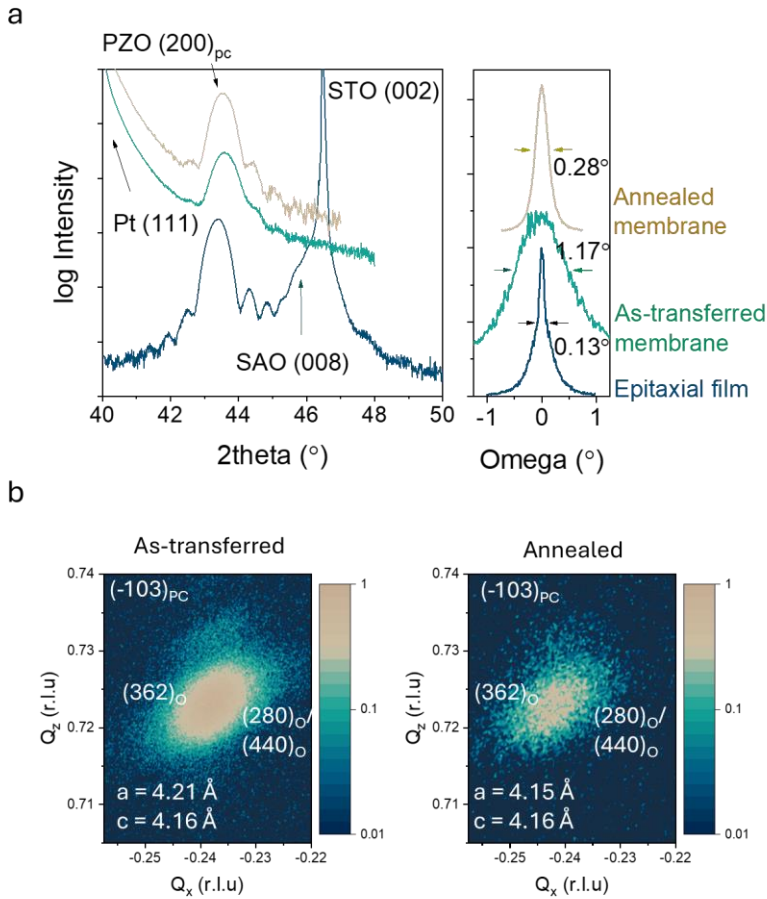 a
PZO (200)pc
STO (002)
Pt (111)
SAO (008)
log Intensity
40 42 44 46 48 50
2theta (°)
0.28°
1.17°
0.13°
Annealed
membrane
As-transferred
membrane
Epitaxial film
-1 0 1
Omega (°)
b
As-transferred
(-103)PC
(362)O
(280)O/
(440)O
a = 4.21 Å
c = 4.16 Å
0.74
0.73
0.72
0.71
Qz (r.l.u)
-0.25 -0.24 -0.23 -0.22
Qx (r.l.u)
1
0.1
0.01
Annealed
(-103)PC
(362)O
(280)O/
(440)O
a = 4.15 Å
c = 4.16 Å
0.74
0.73
0.72
0.71
Qz (r.l.u)
-0.25 -0.24 -0.23 -0.22
Qx (r.l.u)
1
0.1
0.01